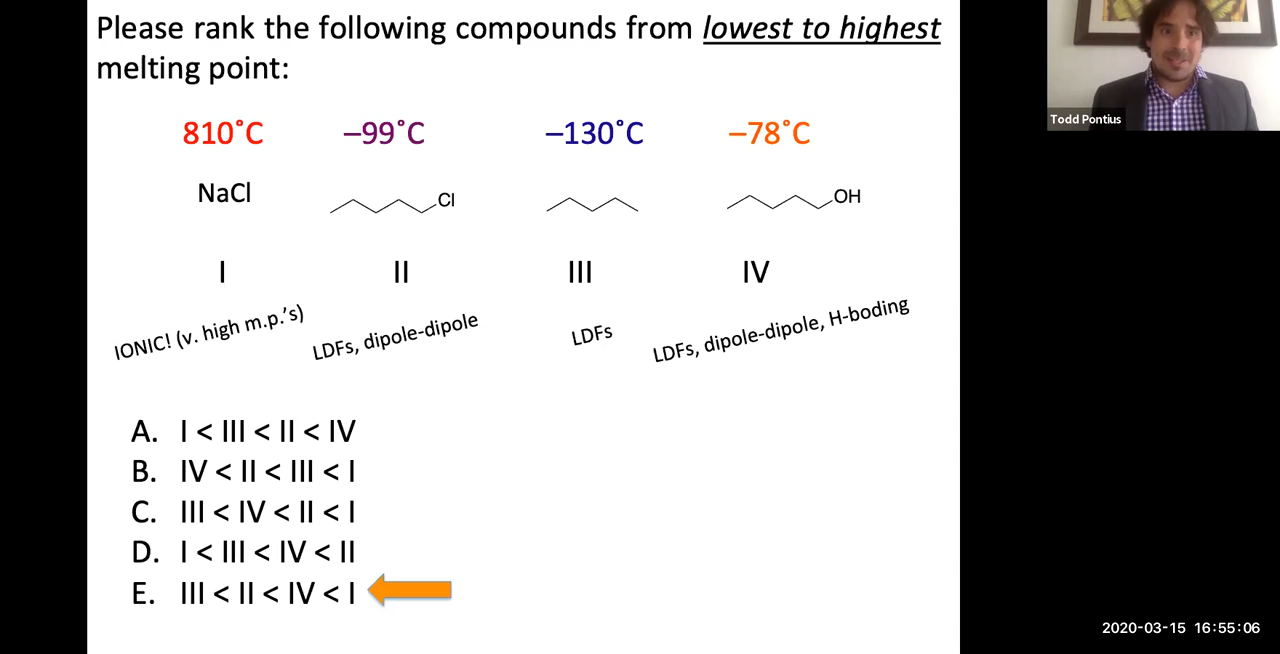 Please rank the following compounds from lowest to highest
melting point:
810˚C –99˚C –130˚C –78˚C
NaCl Cl OH
I II III IV
IONIC! (v. high m.p.'s) LDFs, dipole-dipole LDFs LDFs, dipole-dipole, H-boding
A. I < III < II < IV
B. IV < II < III < I
C. III < IV < II < I
D. I < III < IV < II
E. III < II < IV < I
Todd Pontius
2020-03-15 16:55:06